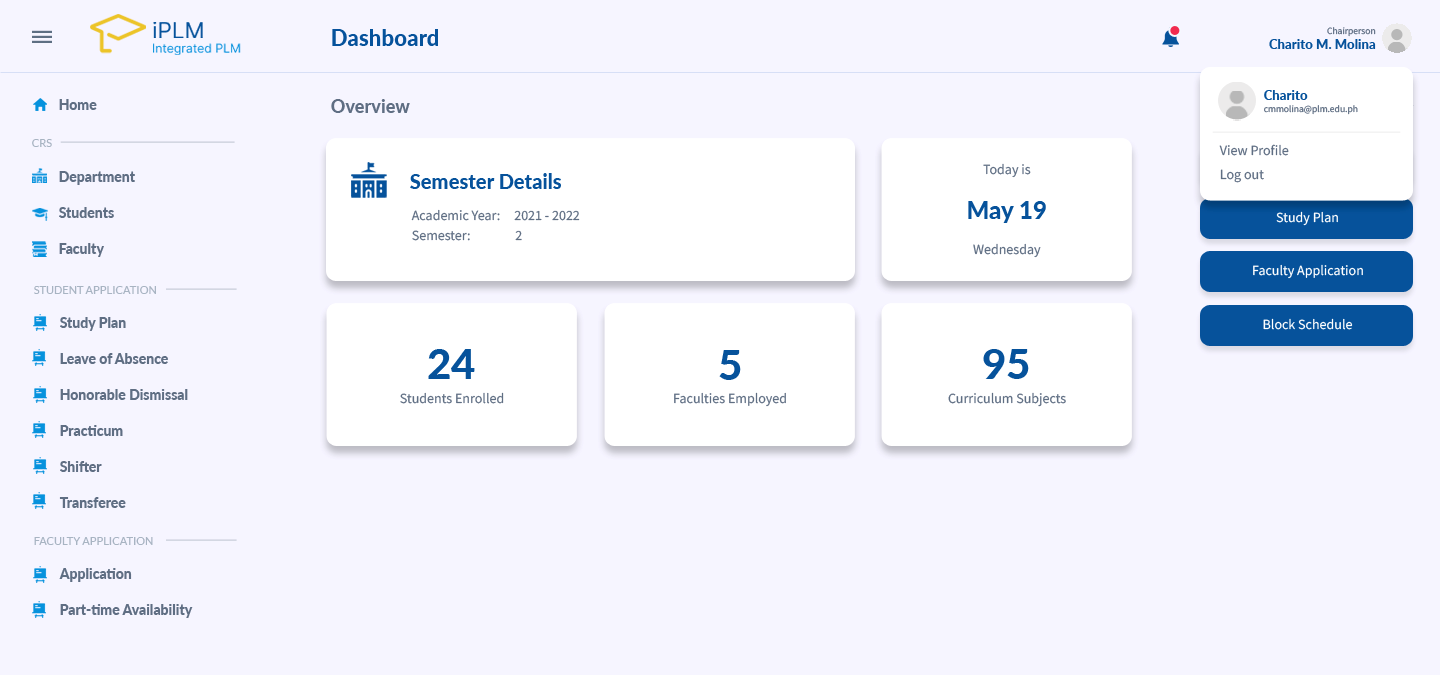 iPLM
Integrated PLM
Dashboard
Chairperson
Charito M. Molina
Charito
cmmolina@plm.edu.ph
View Profile
Log out
Study Plan
Faculty Application
Block Schedule
Home
CRS
Department
Students
Faculty
STUDENT APPLICATION
Study Plan
Leave of Absence
Honorable Dismissal
Practicum
Shifter
Transferee
FACULTY APPLICATION
Application
Part-time Availability
Overview
Semester Details
Academic Year: 2021 - 2022
Semester: 2
Today is
May 19
Wednesday
24
Students Enrolled
5
Faculties Employed
95
Curriculum Subjects